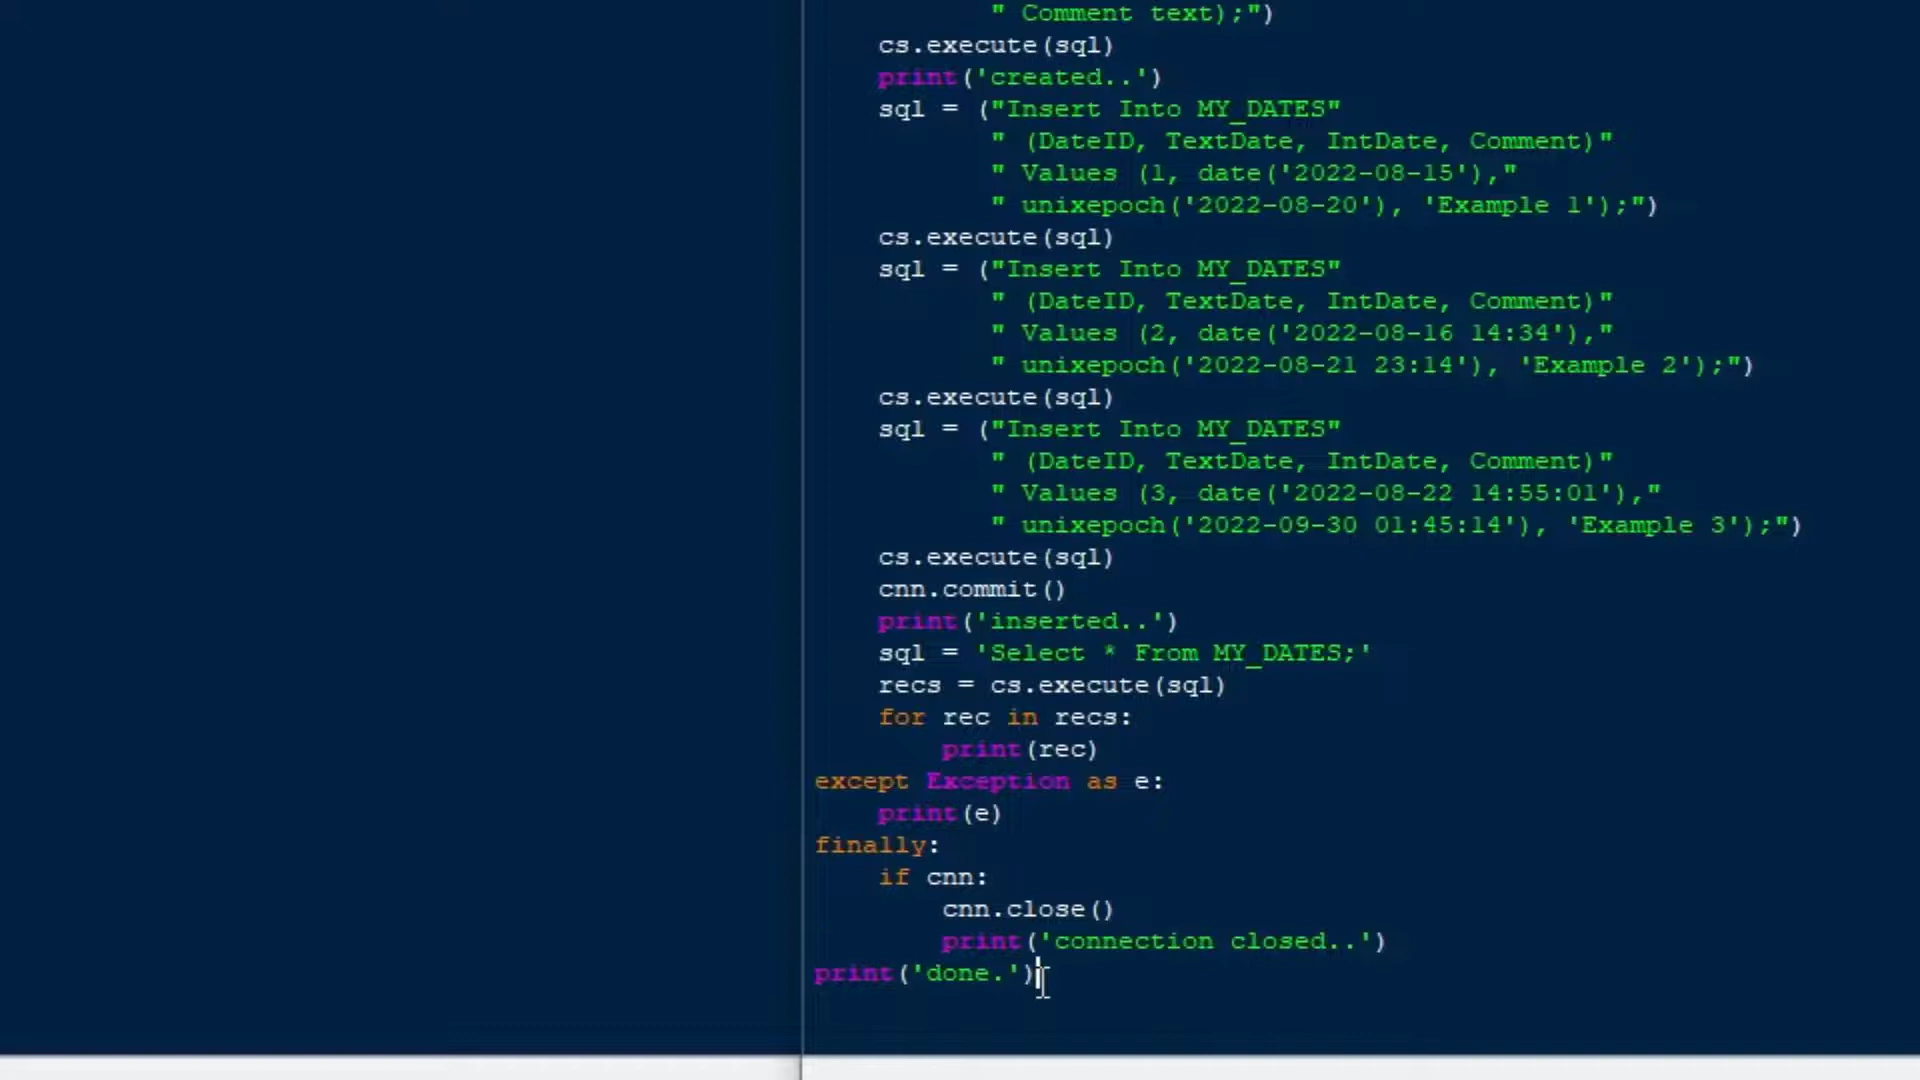 " Comment text);")
cs.execute(sql)
print('created..')
sql = ("Insert Into MY_DATES"
" (DateID, TextDate, IntDate, Comment)"
" Values (1, date('2022-08-15'),"
" unixepoch('2022-08-20'), 'Example 1');")
cs.execute(sql)
sql = ("Insert Into MY_DATES"
" (DateID, TextDate, IntDate, Comment)"
" Values (2, date('2022-08-16 14:34'),"
" unixepoch('2022-08-21 23:14'), 'Example 2');")
cs.execute(sql)
sql = ("Insert Into MY_DATES"
" (DateID, TextDate, IntDate, Comment)"
" Values (3, date('2022-08-22 14:55:01'),"
" unixepoch('2022-09-30 01:45:14'), 'Example 3');")
cs.execute(sql)
cnn.commit()
print('inserted..')
sql = 'Select * From MY_DATES;'
recs = cs.execute(sql)
for rec in recs:
print(rec)
except Exception as e:
print(e)
finally:
if cnn:
cnn.close()
print('connection closed..')
print('done.')